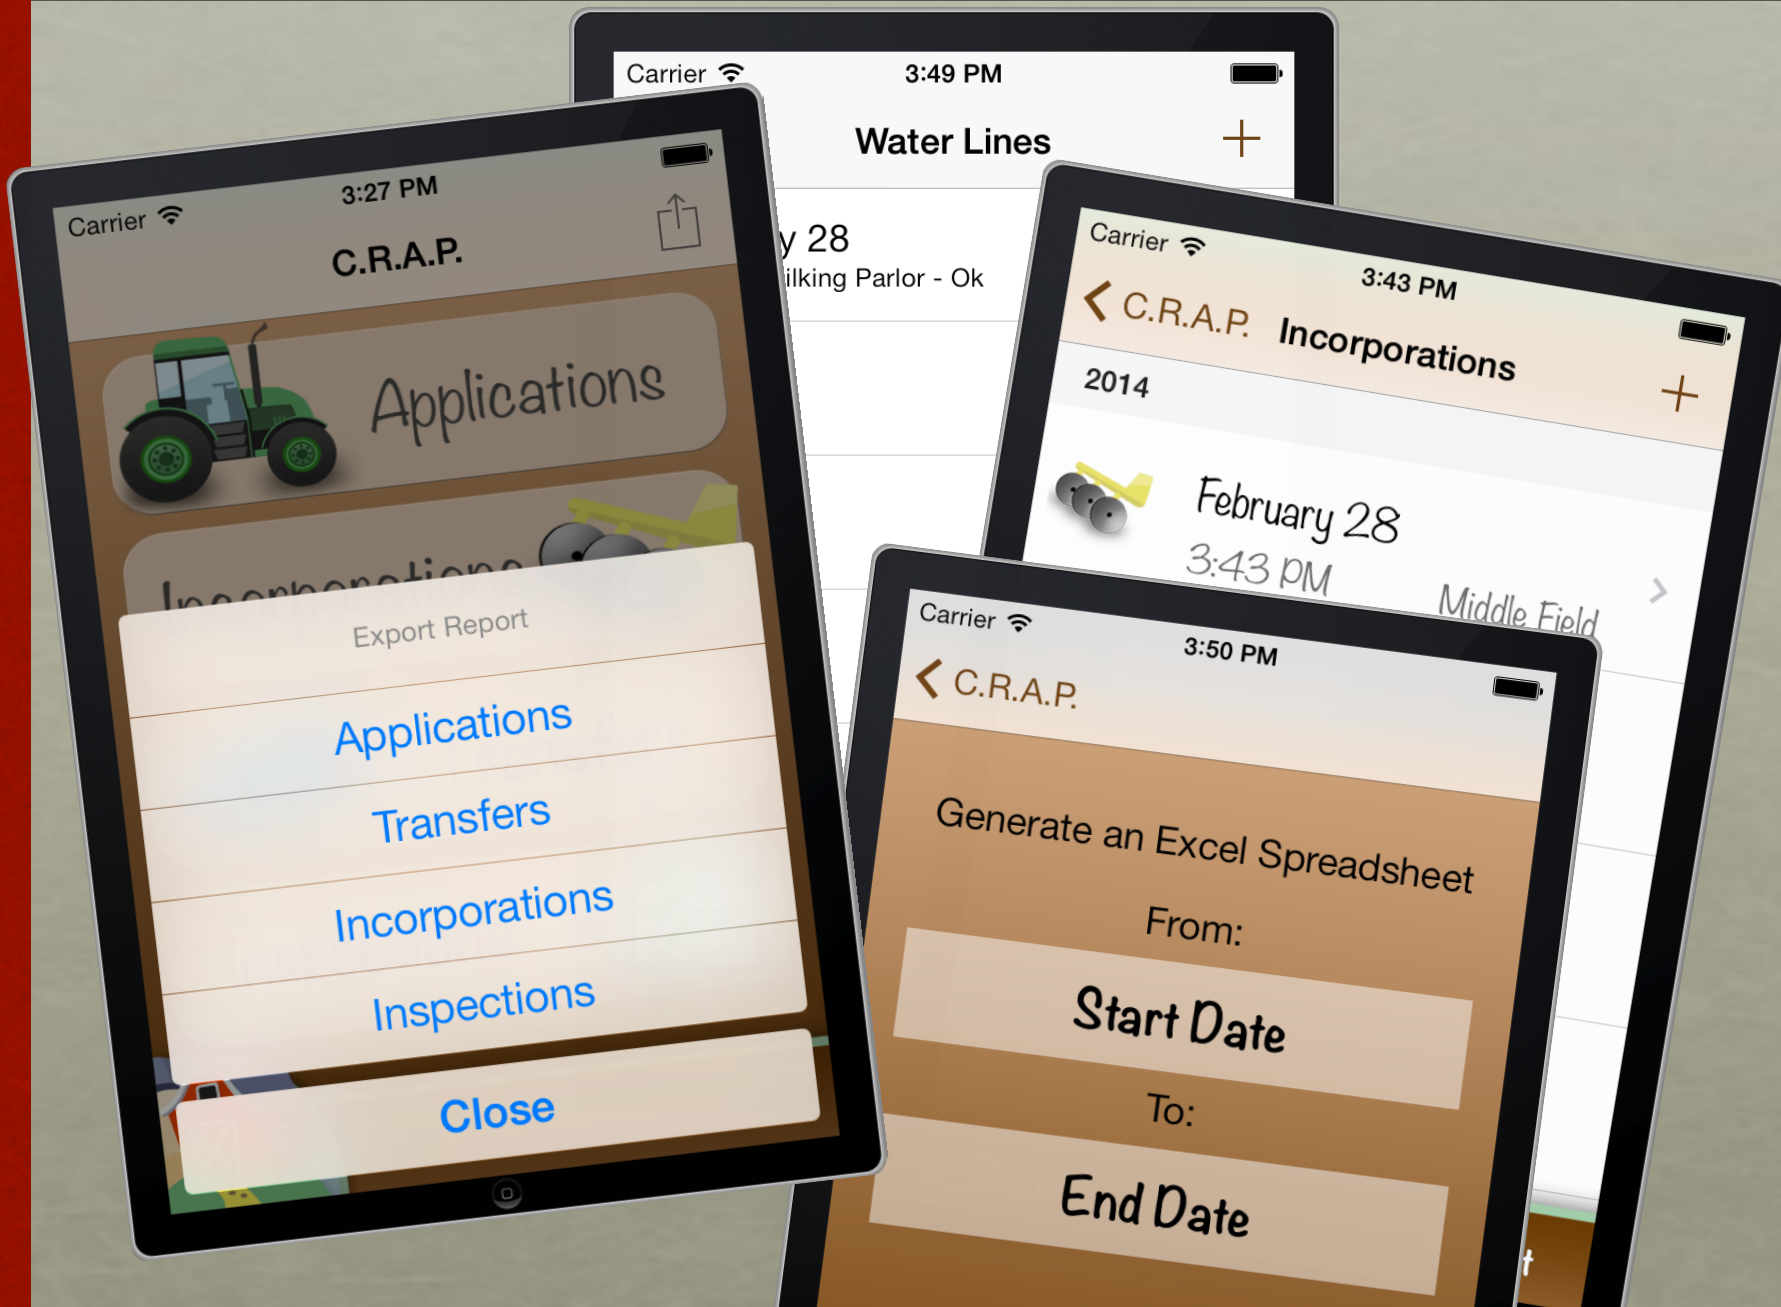 Carrier
3:49 PM
Water Lines
y 28
ilking Parlor - Ok
Carrier
3:27 PM
C.R.A.P.
Applications
Incorporations
Export Report
Applications
Transfers
Incorporations
Inspections
Close
Carrier
3:43 PM
C.R.A.P.
Incorporations
2014
February 28
3:43 PM
Middle Field
Carrier
3:50 PM
C.R.A.P.
Generate an Excel Spreadsheet
From:
Start Date
To:
End Date
t